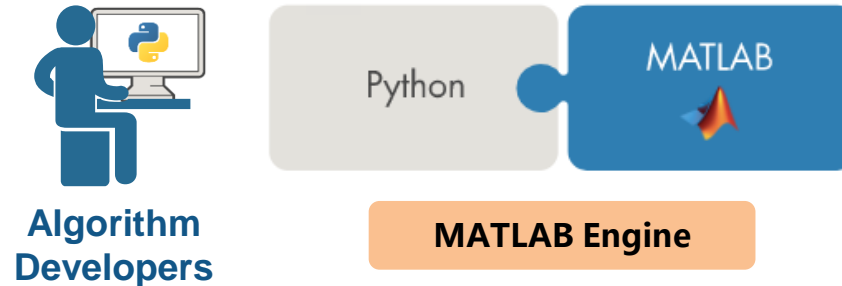 Python
MATLAB
Algorithm
Developers
MATLAB Engine